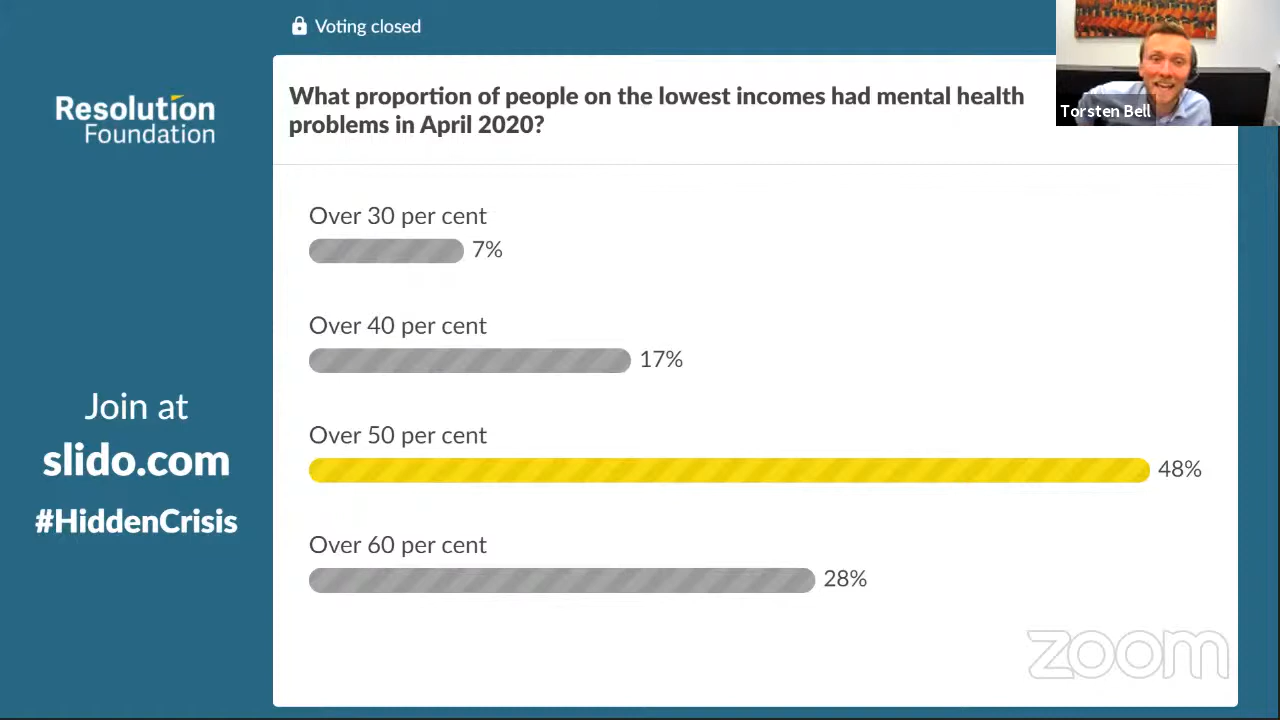 Voting closed
Resolution
Foundation
What proportion of people on the lowest incomes had mental health
problems in April 2020?
Torsten Bell
Over 30 per cent
7%
Over 40 per cent
17%
Over 50 per cent
48%
Over 60 per cent
28%
Join at
slido.com
#HiddenCrisis
zoom